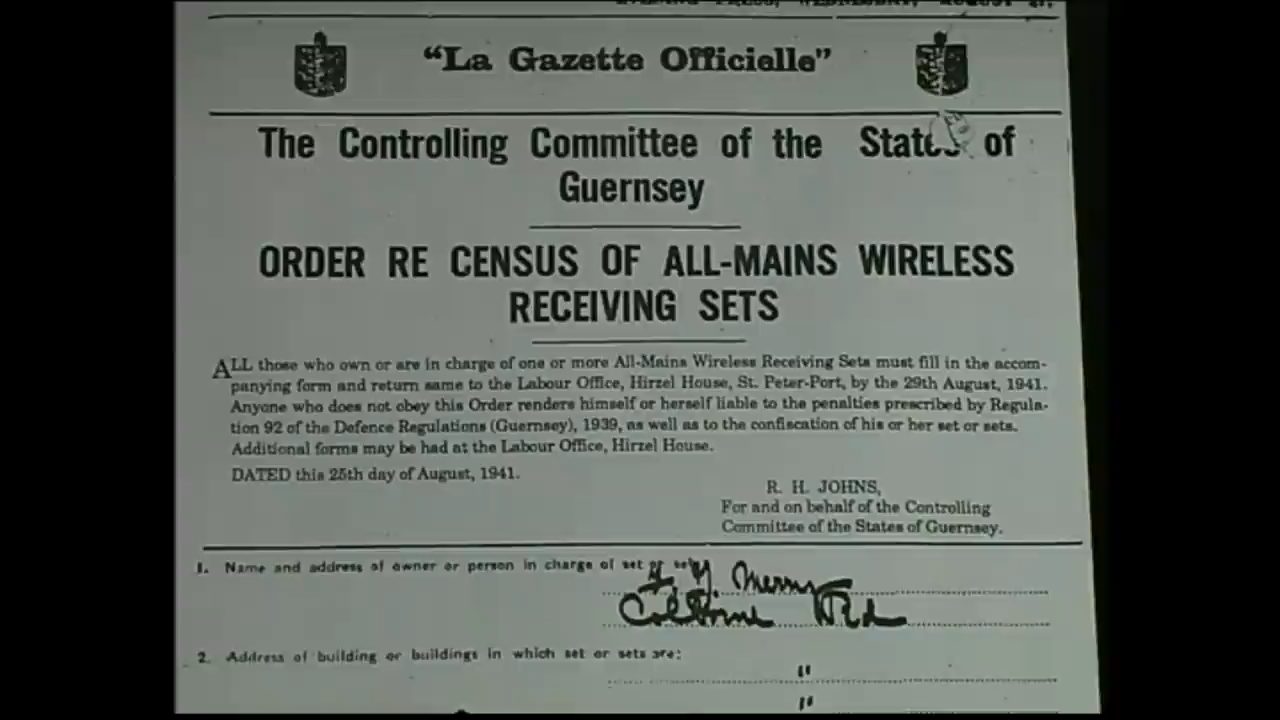 “La Gazette Officielle”
The Controlling Committee of the States of
Guernsey
ORDER RE CENSUS OF ALL-MAINS WIRELESS
RECEIVING SETS
ALL those who own or are in charge of one or more All-Mains Wireless Receiving Sets must fill in the accom-
panying form and return same to the Labour Office, Hirzel House, St. Peter-Port, by the 29th August, 1941.
Anyone who does not obey this Order renders himself or herself liable to the penalties prescribed by Regula-
tion 92 of the Defence Regulations (Guernsey), 1939, as well as to the confiscation of his or her set or sets.
Additional forms may be had at the Labour Office, Hirzel House.
DATED this 25th day of August, 1941.
R. H. JOHNS,
For and on behalf of the Controlling
Committee of the States of Guernsey.
1. Name and address of owner or person in charge of set or sets
Rd
2. Address of building or buildings in which set or sets are:
"
"